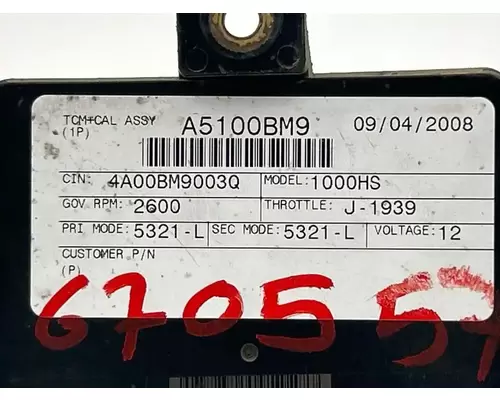 TCM+CAL ASSY A5100BM9 09/04/2008
(1P)
CIN: 4A00BM9003Q MODEL: 1000HS
GOV RPM: 2600 THROTTLE: J-1939
PRI MODE: 5321-L SEC MODE: 5321-L VOLTAGE: 12
CUSTOMER P/N
(P)
670557